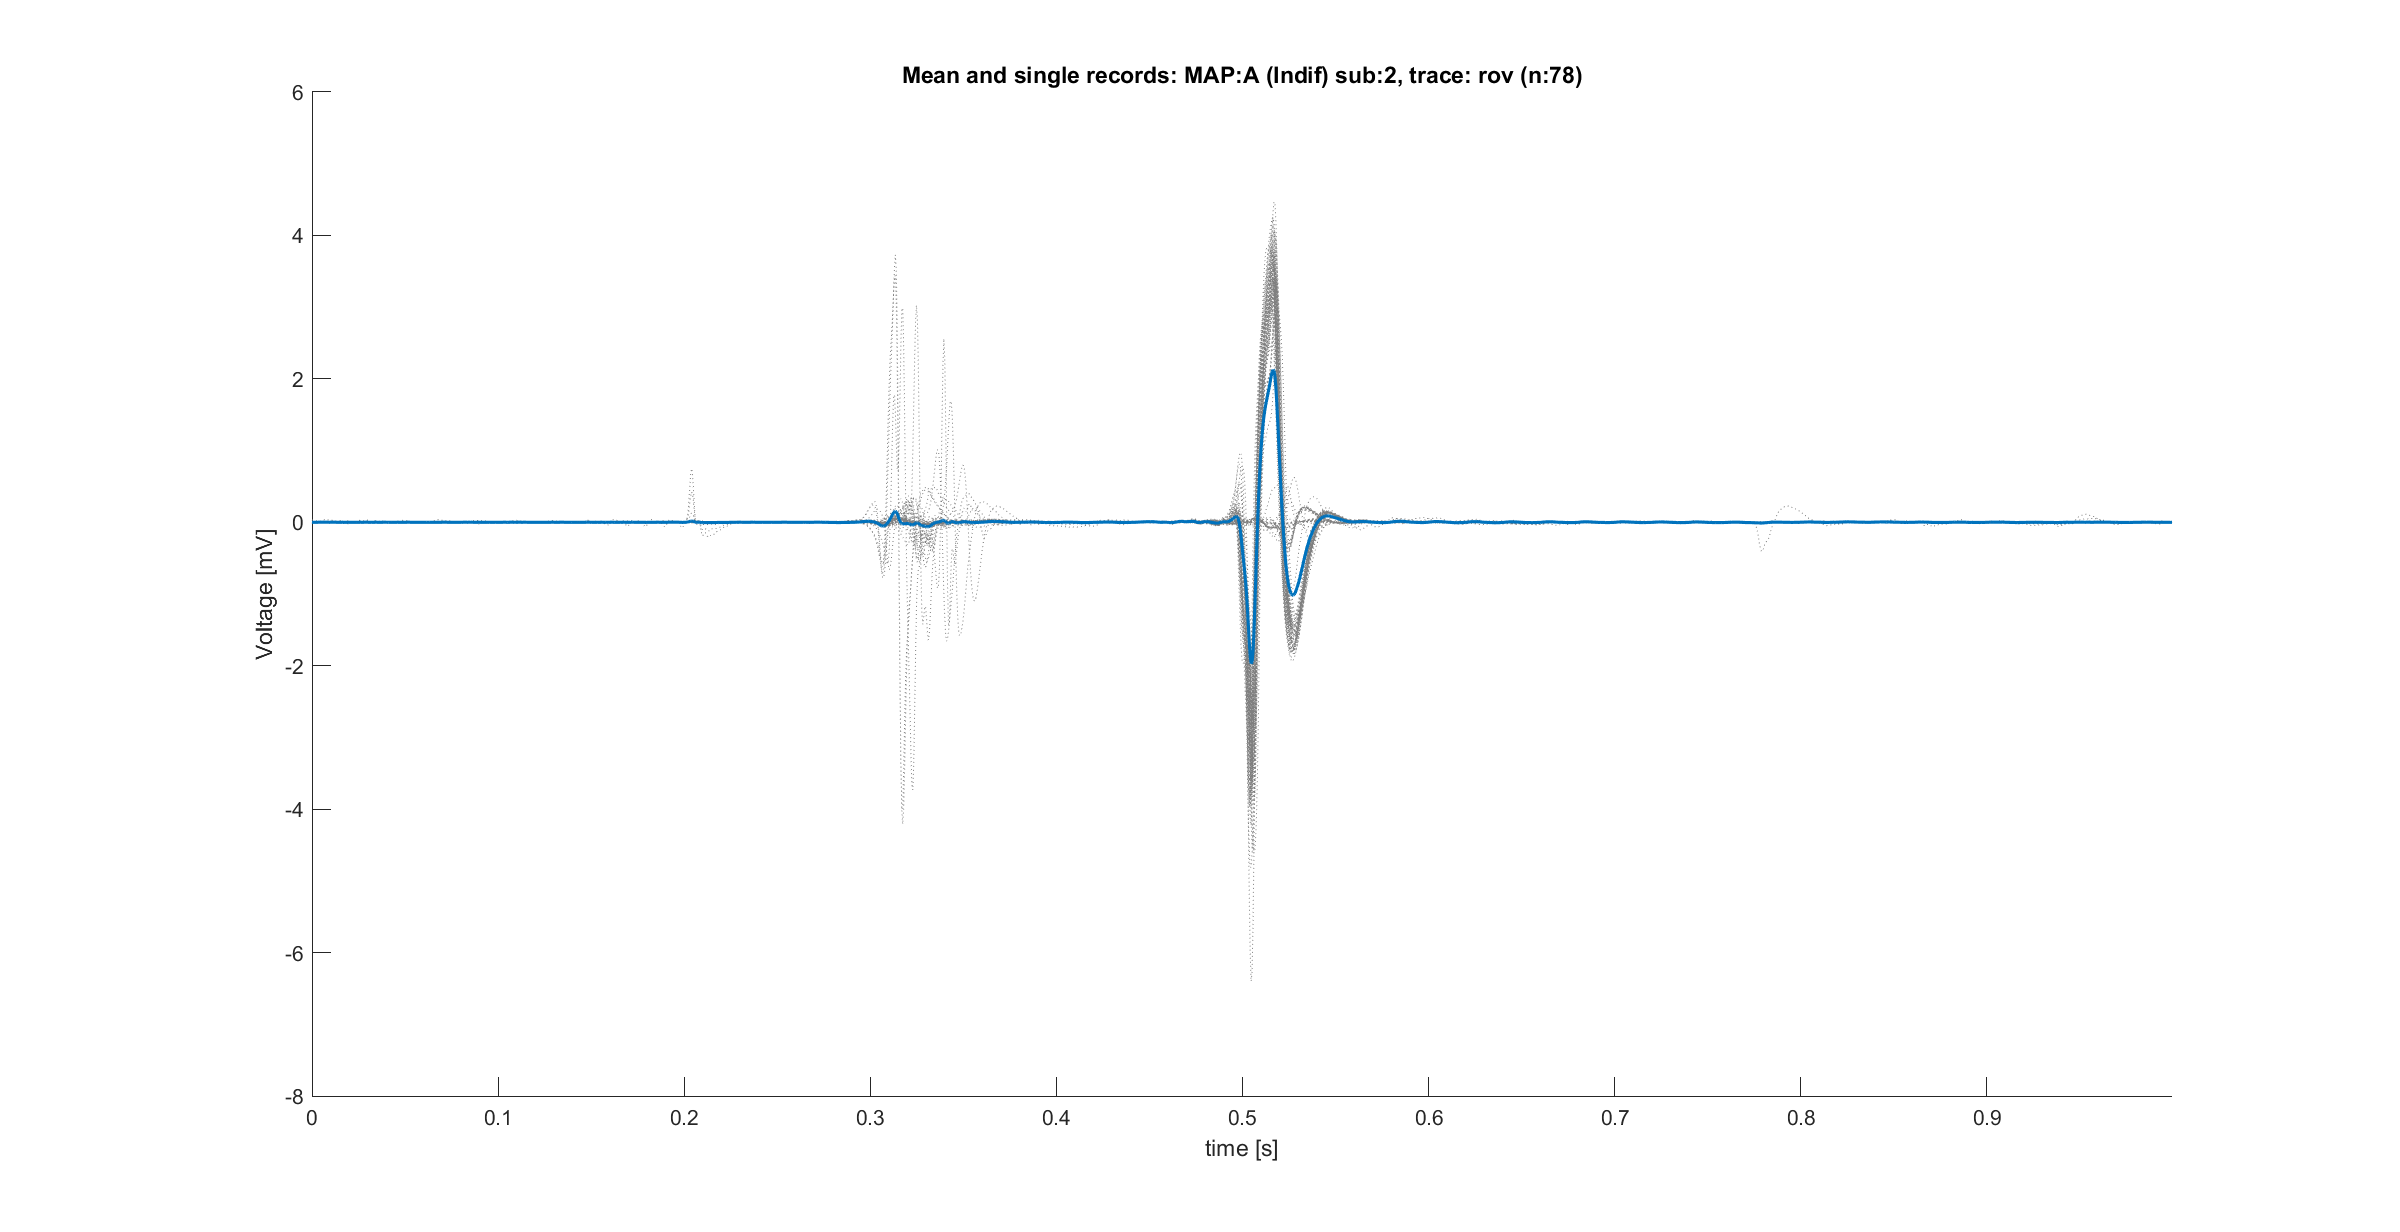 Mean and single records: MAP:A (Indif) sub:2, trace: rov (n:78)
6
4
2
0
-2
-4
-6
-8
Voltage [mV]
0 0.1 0.2 0.3 0.4 0.5 0.6 0.7 0.8 0.9
time [s]